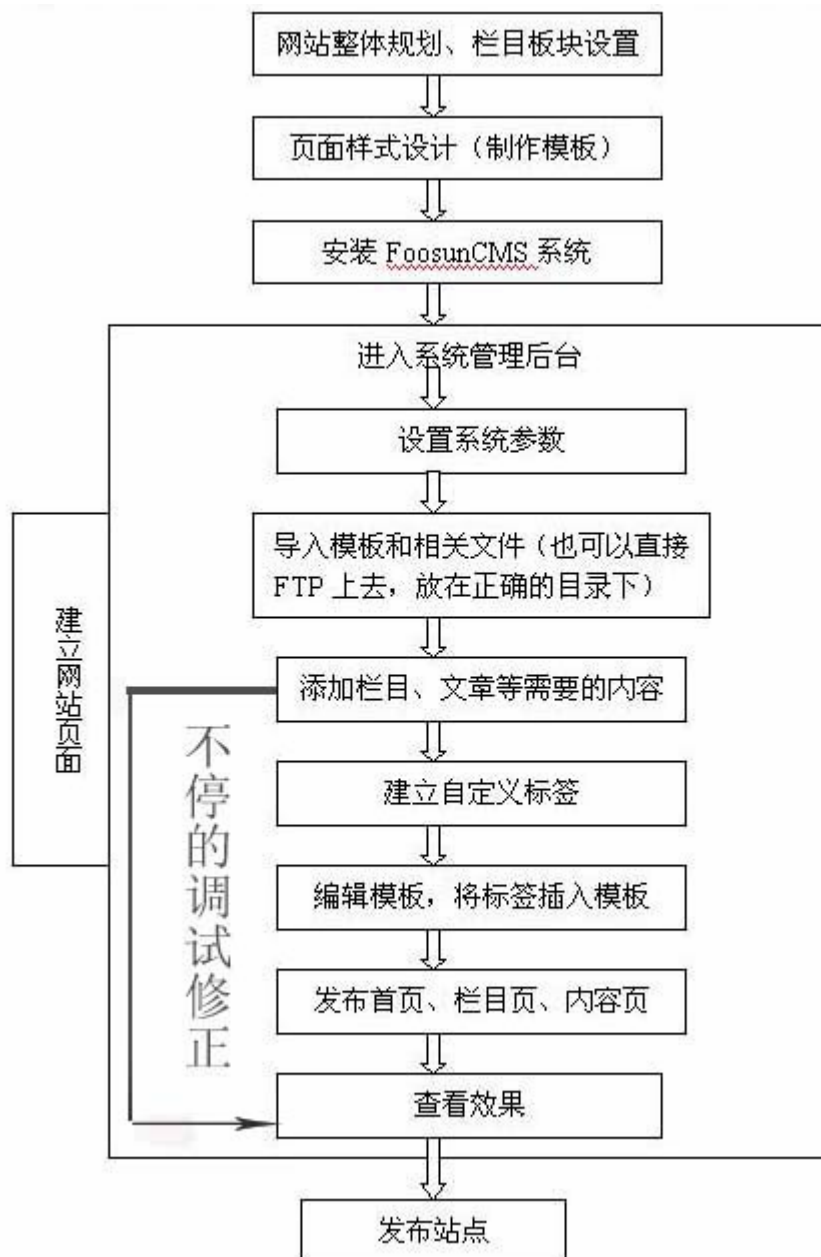 网站整体规划、栏目板块设置
页面样式设计（制作模板）
安装 FoosunCMS 系统
进入系统管理后台
设置系统参数
导入模板和相关文件（也可以直接
FTP 上去，放在正确的目录下）
建立网站页面
添加栏目、文章等需要的内容
不停的调试修正
建立自定义标签
编辑模板，将标签插入模板
发布首页、栏目页、内容页
查看效果
发布站点